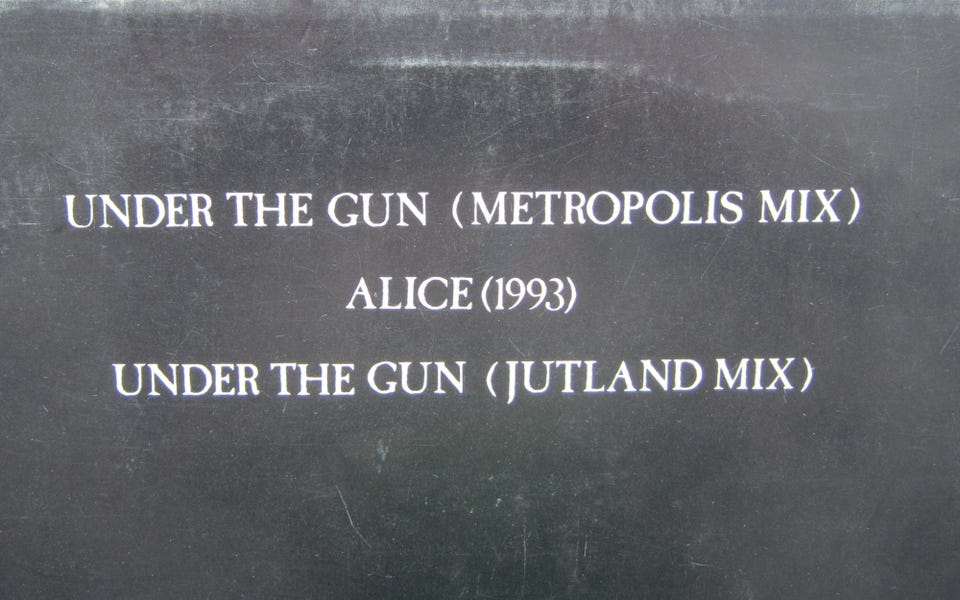 UNDER THE GUN (METROPOLIS MIX)
ALICE (1993)
UNDER THE GUN (JUTLAND MIX)